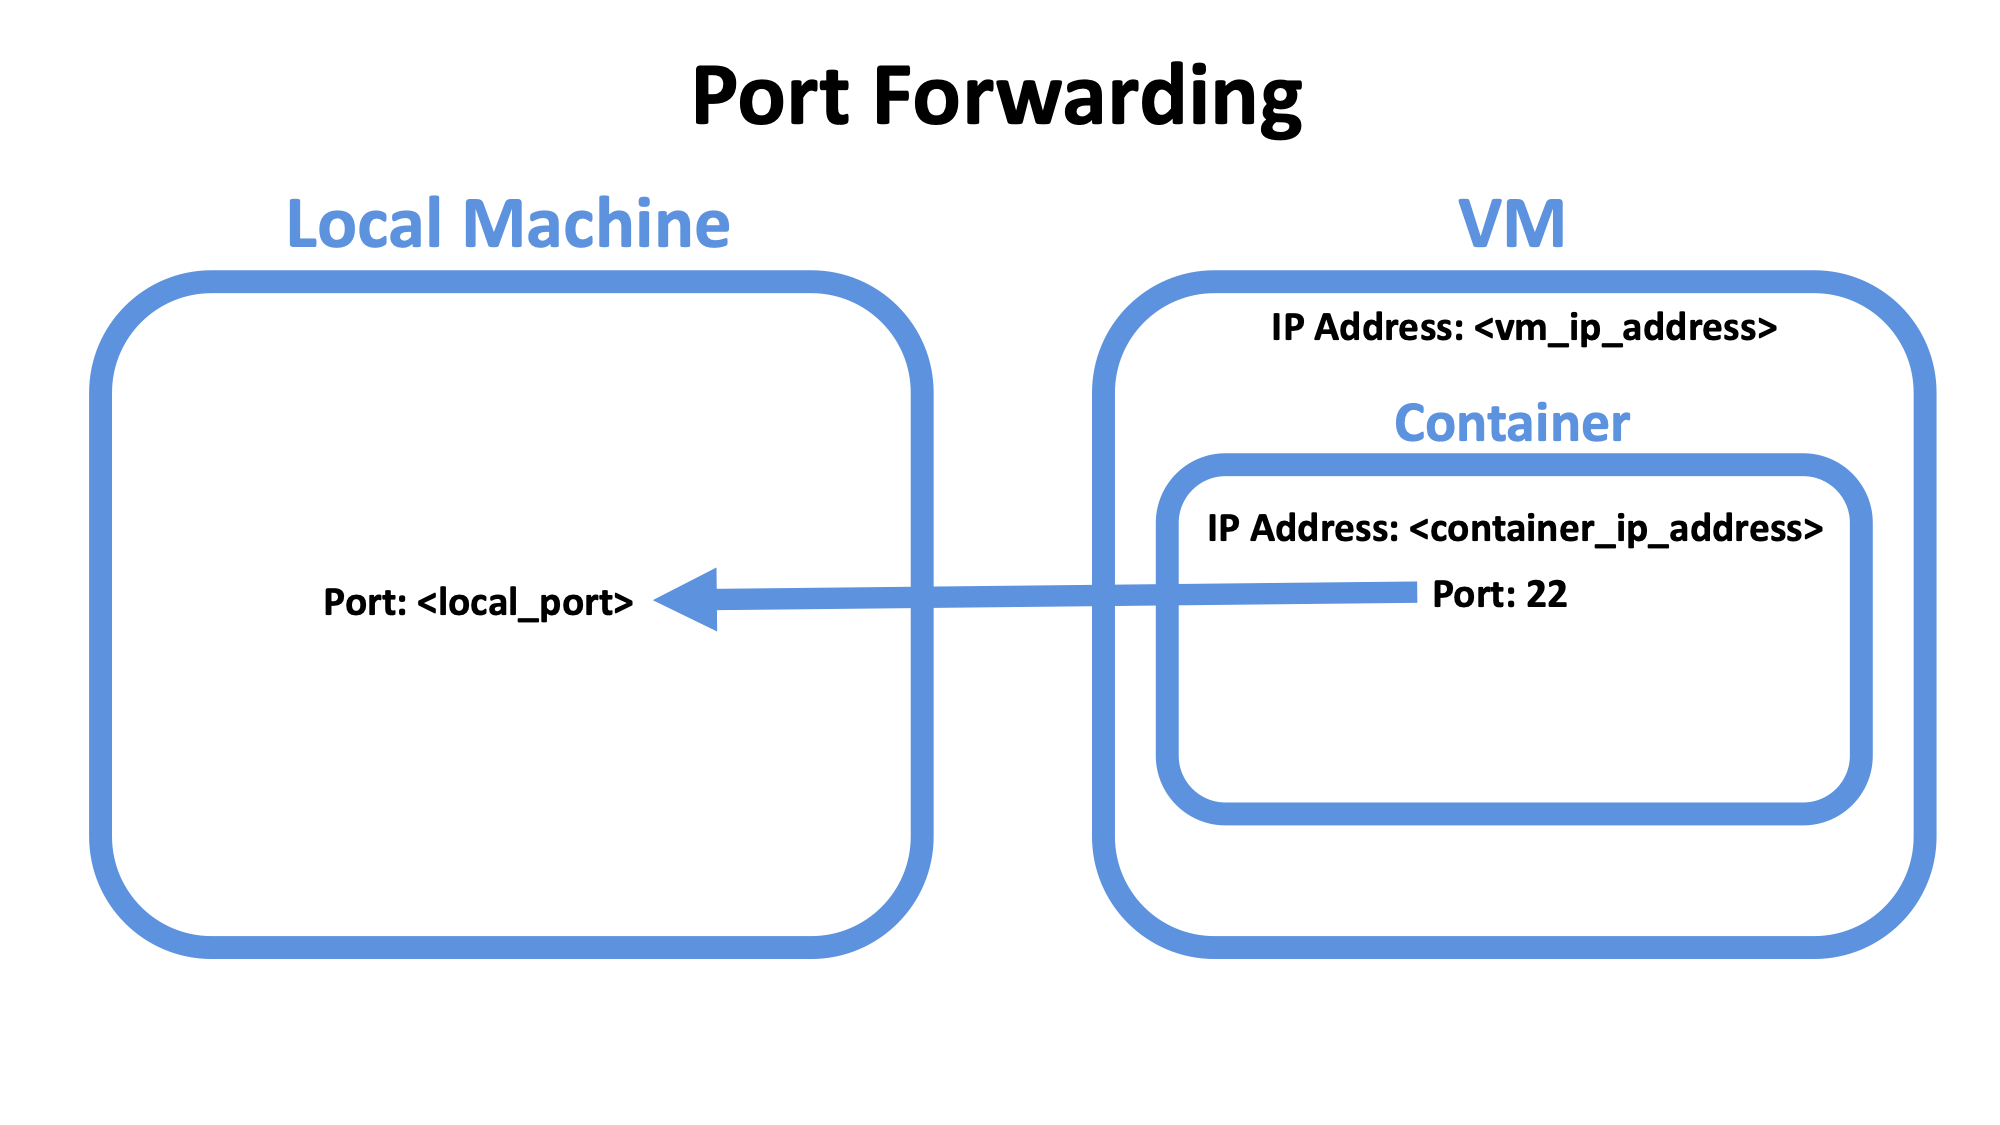 Port Forwarding
Local Machine
VM
IP Address: <vm_ip_address>
Container
IP Address: <container_ip_address>
Port: <local_port>
Port: 22